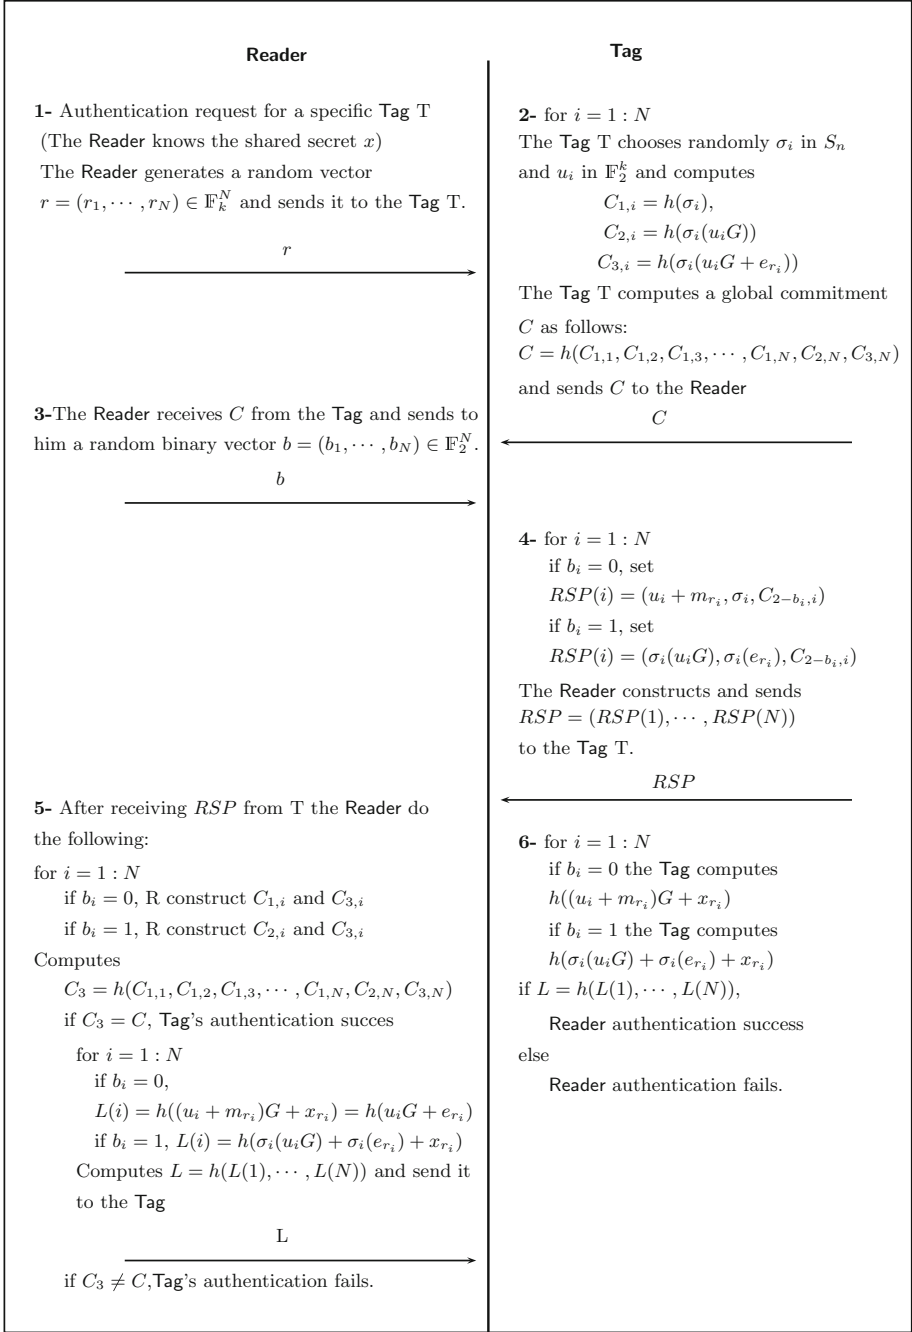 Reader
1- Authentication request for a specific Tag T
(The Reader knows the shared secret x)
The Reader generates a random vector
r = (r_1, ⋯ , r_N) ∈ 𝔽_k^N and sends it to the Tag T.
r
3-The Reader receives C from the Tag and sends to
him a random binary vector b = (b_1, ⋯ , b_N) ∈ 𝔽_2^N.
b
5- After receiving RSP from T the Reader do
the following:
for i = 1 : N
if b_i = 0, R construct C_{1,i} and C_{3,i}
if b_i = 1, R construct C_{2,i} and C_{3,i}
Computes
C_3 = h(C_{1,1}, C_{1,2}, C_{1,3}, ⋯ , C_{1,N}, C_{2,N}, C_{3,N})
if C_3 = C, Tag's authentication succes
for i = 1 : N
if b_i = 0,
L(i) = h((u_i + m_{r_i})G + x_{r_i}) = h(u_iG + e_{r_i})
if b_i = 1, L(i) = h(σ_i(u_iG) + σ_i(e_{r_i}) + x_{r_i})
Computes L = h(L(1), ⋯ , L(N)) and send it
to the Tag
L
if C_3 ≠ C,Tag's authentication fails.
Tag
2- for i = 1 : N
The Tag T chooses randomly σ_i in S_n
and u_i in 𝔽_2^k and computes
C_{1,i} = h(σ_i),
C_{2,i} = h(σ_i(u_iG))
C_{3,i} = h(σ_i(u_iG + e_{r_i}))
The Tag T computes a global commitment
C as follows:
C = h(C_{1,1}, C_{1,2}, C_{1,3}, ⋯ , C_{1,N}, C_{2,N}, C_{3,N})
and sends C to the Reader
C
4- for i = 1 : N
if b_i = 0, set
RSP(i) = (u_i + m_{r_i}, σ_i, C_{2−b_i,i})
if b_i = 1, set
RSP(i) = (σ_i(u_iG), σ_i(e_{r_i}), C_{2−b_i,i})
The Reader constructs and sends
RSP = (RSP(1), ⋯ , RSP(N))
to the Tag T.
RSP
6- for i = 1 : N
if b_i = 0 the Tag computes
h((u_i + m_{r_i})G + x_{r_i})
if b_i = 1 the Tag computes
h(σ_i(u_iG) + σ_i(e_{r_i}) + x_{r_i})
if L = h(L(1), ⋯ , L(N)),
Reader authentication success
else
Reader authentication fails.